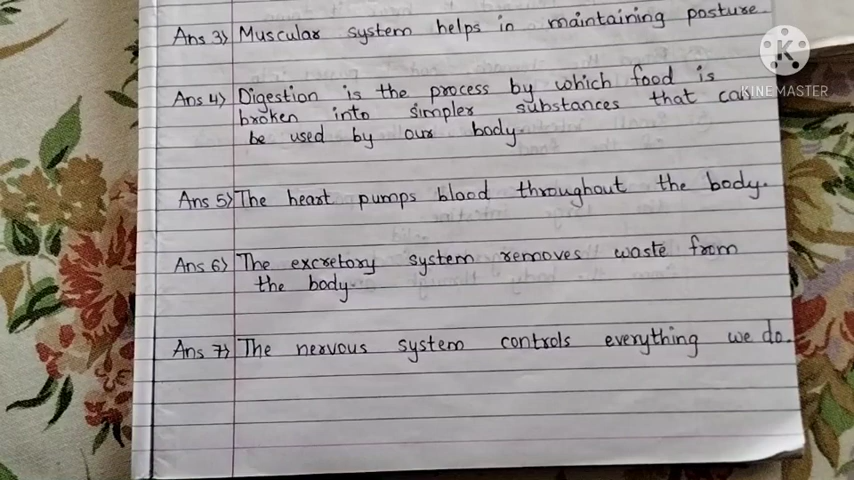 Ans 3) Muscular system helps in maintaining posture
Ans 4) Digestion is the process by which food is
broken into simpler substances that can
be used by our body.
Ans 5) The heart pumps blood throughout the body.
Ans 6) The excretory system removes waste from
the body.
Ans 7) The nervous system controls everything we do.
K
KINEMASTER